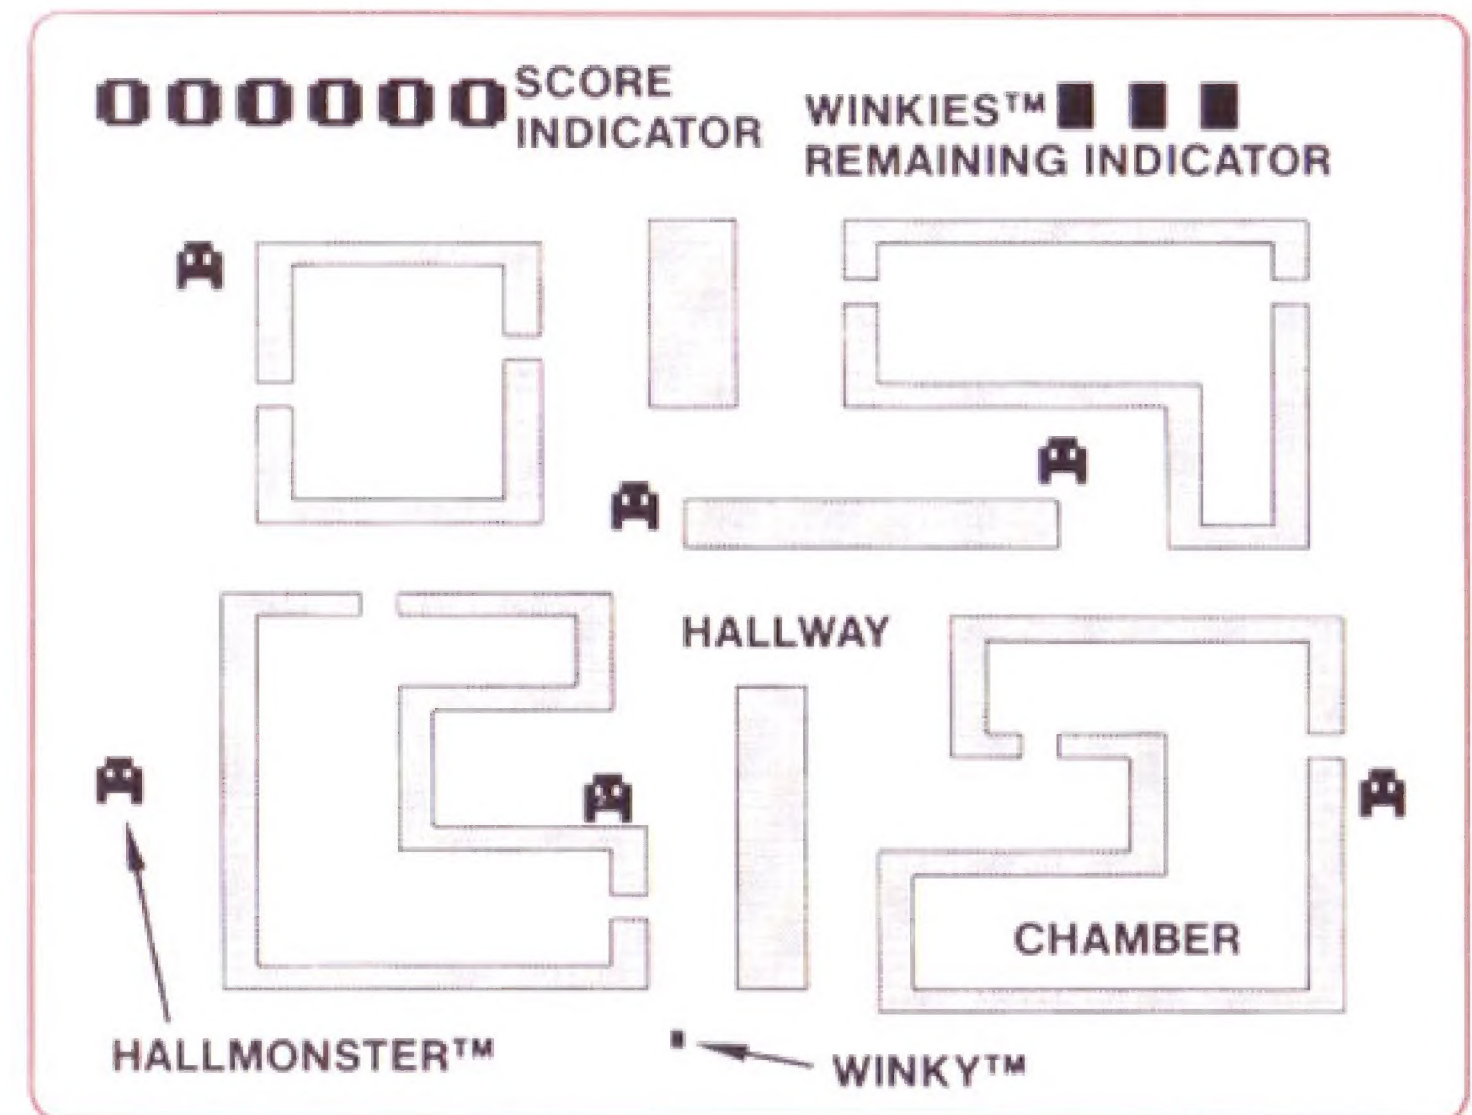 000000 SCORE
INDICATOR
WINKIES™
REMAINING INDICATOR
HALLWAY
CHAMBER
HALLMONSTER™
WINKY™